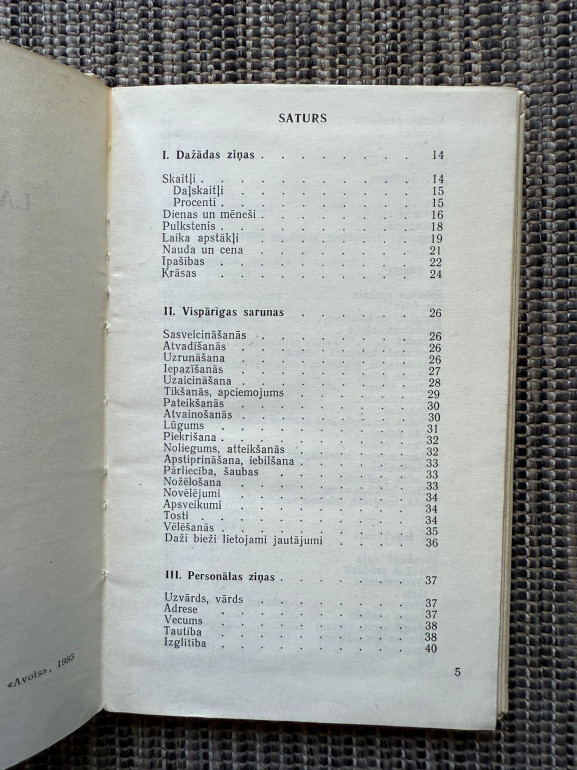 SATURS
I. Dažādas ziņas . . . . . . . . 14
Skaitļi . . . . . . . . 14
Daļskaitļi . . . . . . . . 15
Procenti . . . . . . . . 15
Dienas un mēneši . . . . . . . . 16
Pulkstenis . . . . . . . . 18
Laika apstākļi . . . . . . . . 19
Nauda un cena . . . . . . . . 21
Īpašības . . . . . . . . 22
Krāsas . . . . . . . . 24
II. Vispārīgas sarunas . . . . . . . 26
Sasveicināšanās . . . . . . . . 26
Atvadīšanās . . . . . . . . 26
Uzrunāšana . . . . . . . . 26
Iepazīšanās . . . . . . . . 27
Uzaicināšana . . . . . . . . 28
Tikšanās, apciemojums . . . . . . 29
Pateikšanās . . . . . . . . 30
Atvainošanās . . . . . . . . 30
Lūgums . . . . . . . . 31
Piekrišana . . . . . . . . 32
Noliegums, atteikšanās . . . . . . 32
Apstiprināšana, iebilšana . . . . . . 33
Pārliecība, šaubas . . . . . . . 33
Nožēlošana . . . . . . . . 33
Novēlējumi . . . . . . . . 34
Apsveikumi . . . . . . . . 34
Tosti . . . . . . . . 34
Vēlēšanās . . . . . . . . 35
Daži bieži lietojami jautājumi . . . . . 36
III. Personālas ziņas . . . . . . . 37
Uzvārds, vārds . . . . . . . . 37
Adrese . . . . . . . . 37
Vecums . . . . . . . . 38
Tautība . . . . . . . . 38
Izglītība . . . . . . . . 40
5
«Avots», 1983